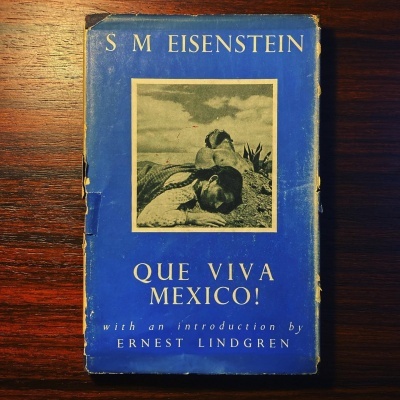 S M EISENSTEIN
QUE VIVA
MEXICO!
with an introduction by
ERNEST LINDGREN